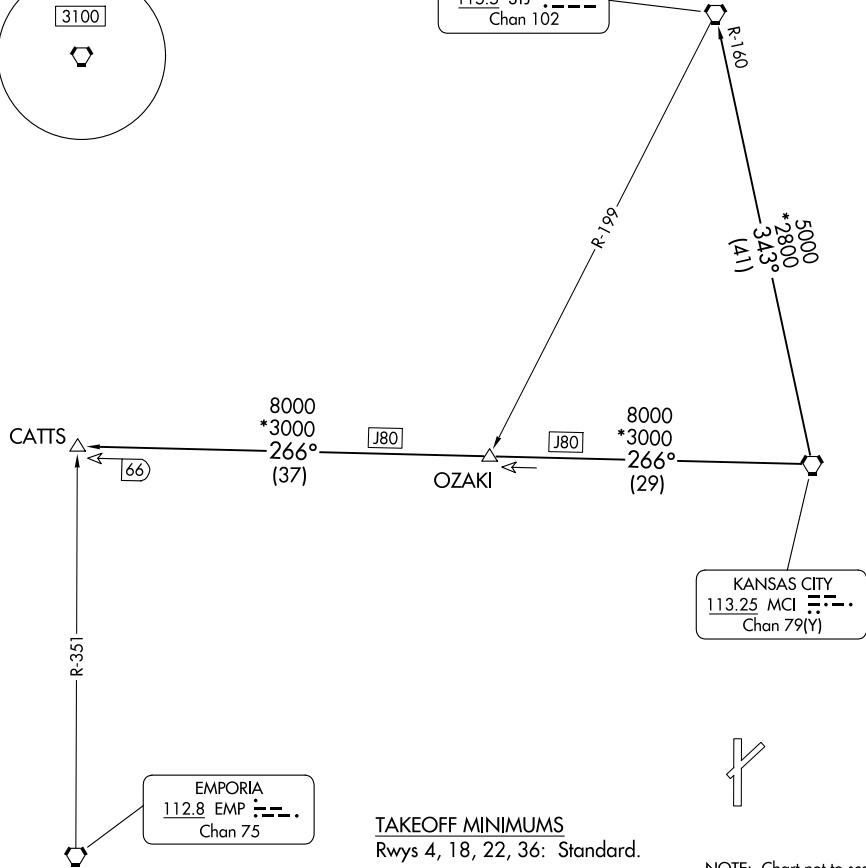 3100
Chan 102
R-160
R-199
5000
*2800
343°
(41)
CATTS
8000
*3000
266°
(37)
J80
66
OZAKI
J80
8000
*3000
266°
(29)
KANSAS CITY
113.25 MCI
Chan 79(Y)
R-351
EMPORIA
112.8 EMP
Chan 75
TAKEOFF MINIMUMS
Rwys 4, 18, 22, 36: Standard.
NOTE: Chart not to